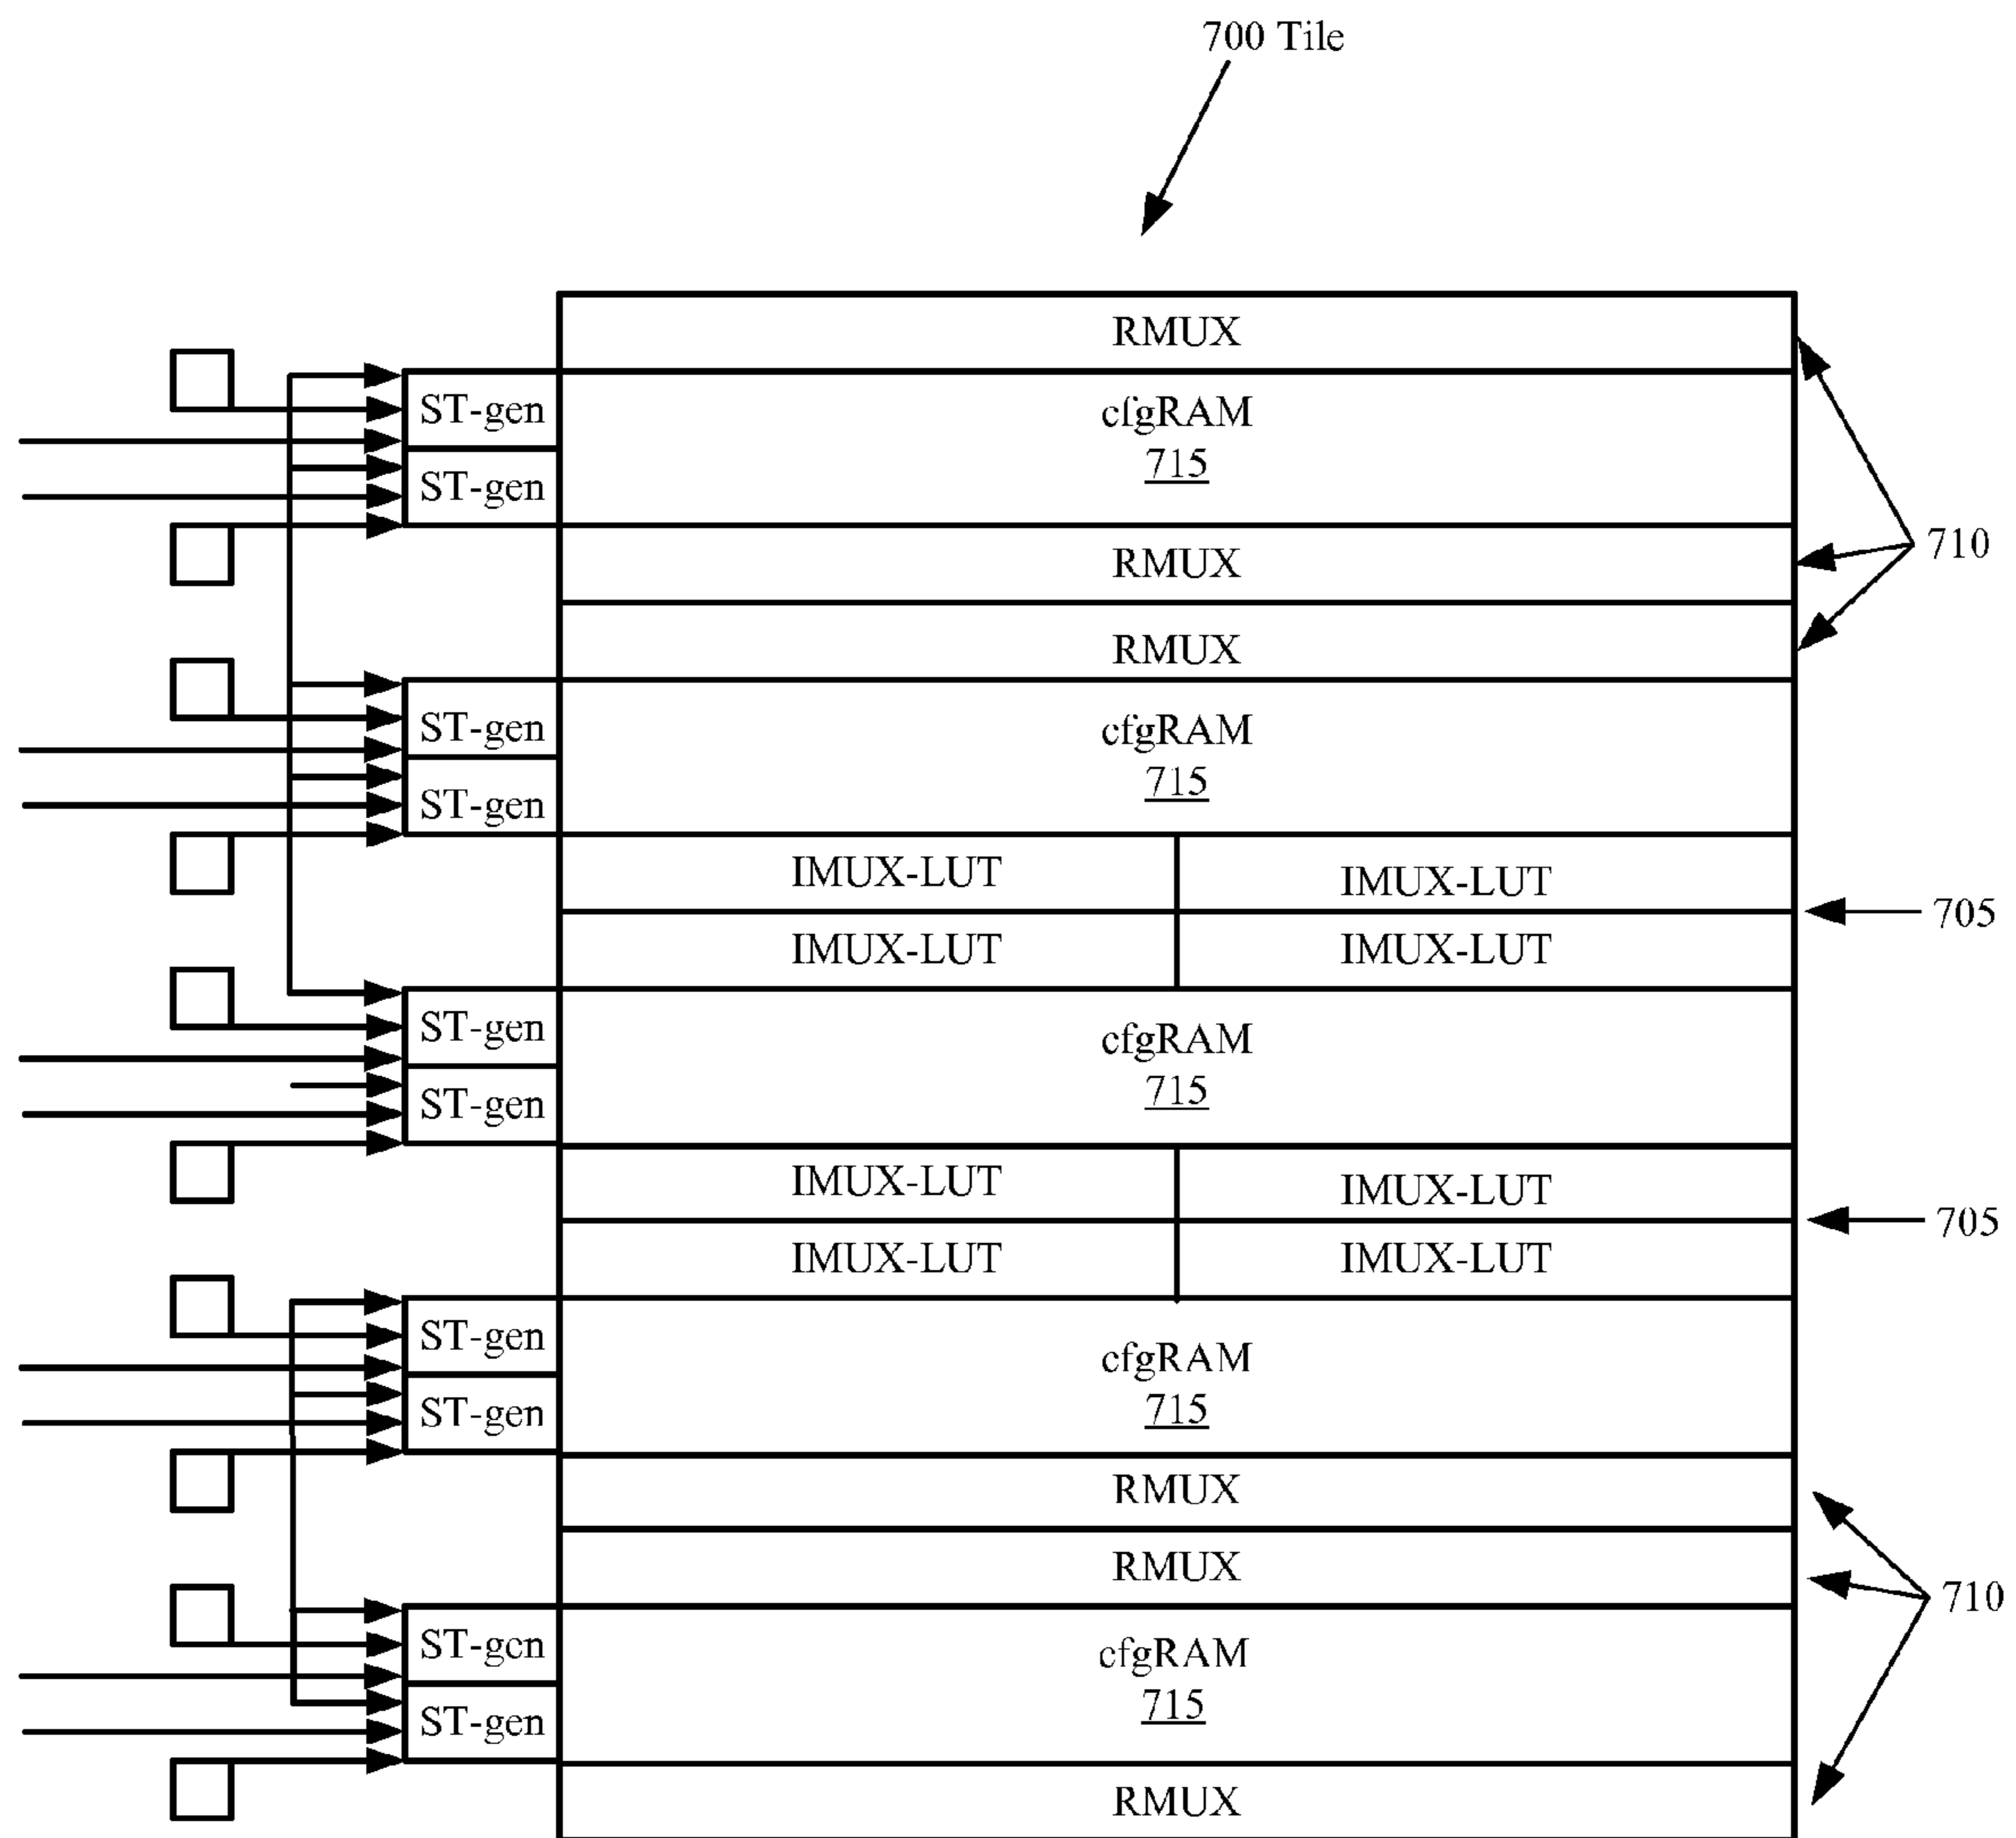 700 Tile
RMUX
ST-gen
cfgRAM
715
ST-gen
RMUX
710
RMUX
ST-gen
cfgRAM
715
ST-gen
IMUX-LUT IMUX-LUT
705
IMUX-LUT IMUX-LUT
ST-gen
cfgRAM
715
ST-gen
IMUX-LUT IMUX-LUT
705
IMUX-LUT IMUX-LUT
ST-gen
cfgRAM
715
ST-gen
RMUX
RMUX
710
ST-gen
cfgRAM
715
ST-gen
RMUX